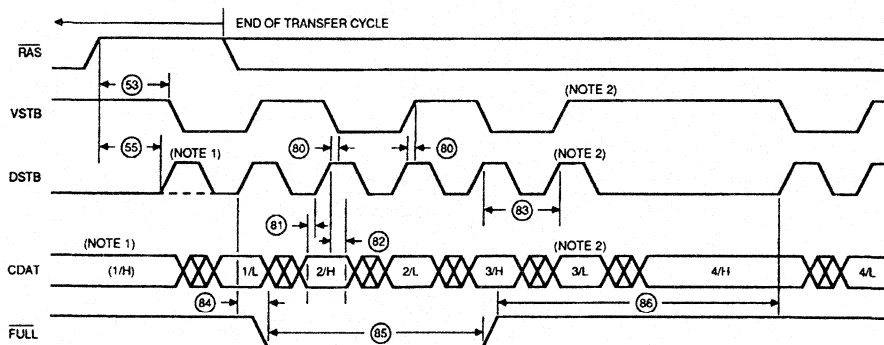 END OF TRANSFER CYCLE
RAS
53
VSTB
(NOTE 2)
55
(NOTE 1)
80
80
(NOTE 2)
DSTB
83
81
82
(NOTE 1)
(NOTE 2)
CDAT
(1/H)
1/L
2/H
2/L
3/H
3/L
4/H
4/L
84
86
85
FULL